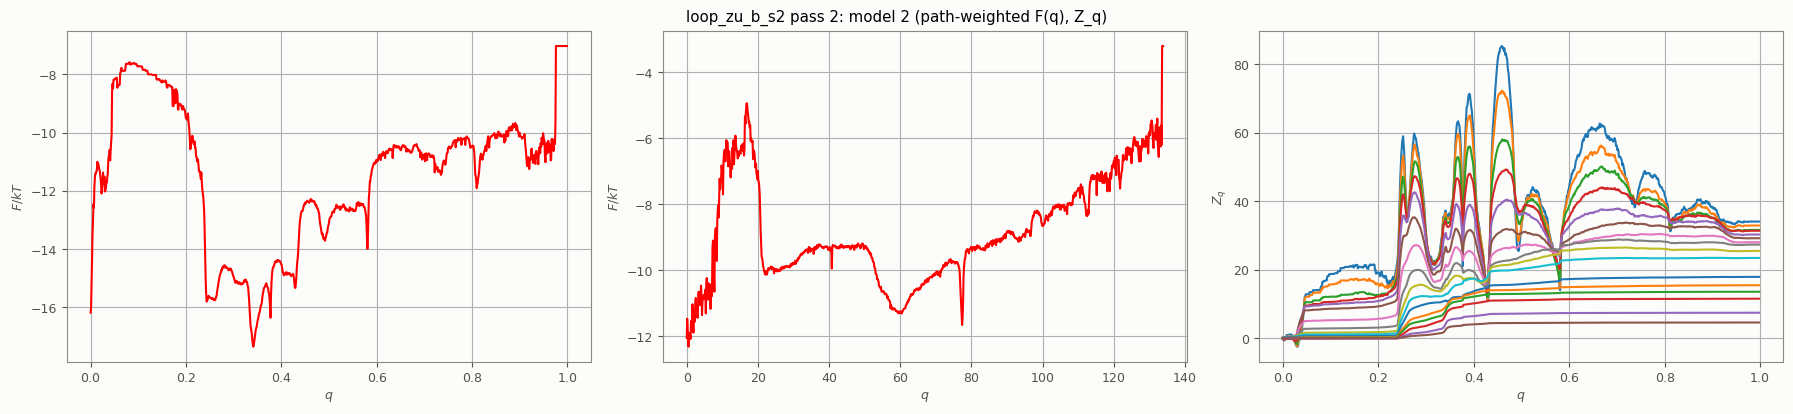 loop_zu_b_s2 pass 2: model 2 (path-weighted F(q), Z_q)
F/kT
−8
−10
−12
−14
−16
0.0 0.2 0.4 0.6 0.8 1.0
q
F/kT
−4
−6
−8
−10
−12
0 20 40 60 80 100 120 140
q
Z_q
80
60
40
20
0
0.0 0.2 0.4 0.6 0.8 1.0
q